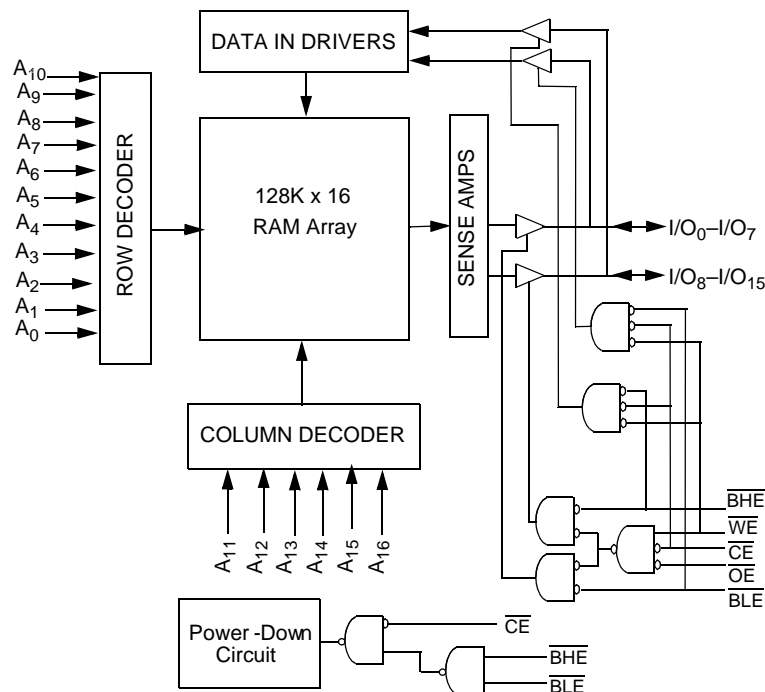 DATA IN DRIVERS
A10
A9
A8
A7
A6
A5
A4
A3
A2
A1
A0
ROW DECODER
128K x 16
RAM Array
SENSE AMPS
I/O0–I/O7
I/O8–I/O15
COLUMN DECODER
A11
A12
A13
A14
A15
A16
BHE
WE
CE
OE
BLE
Power -Down
Circuit
CE
BHE
BLE